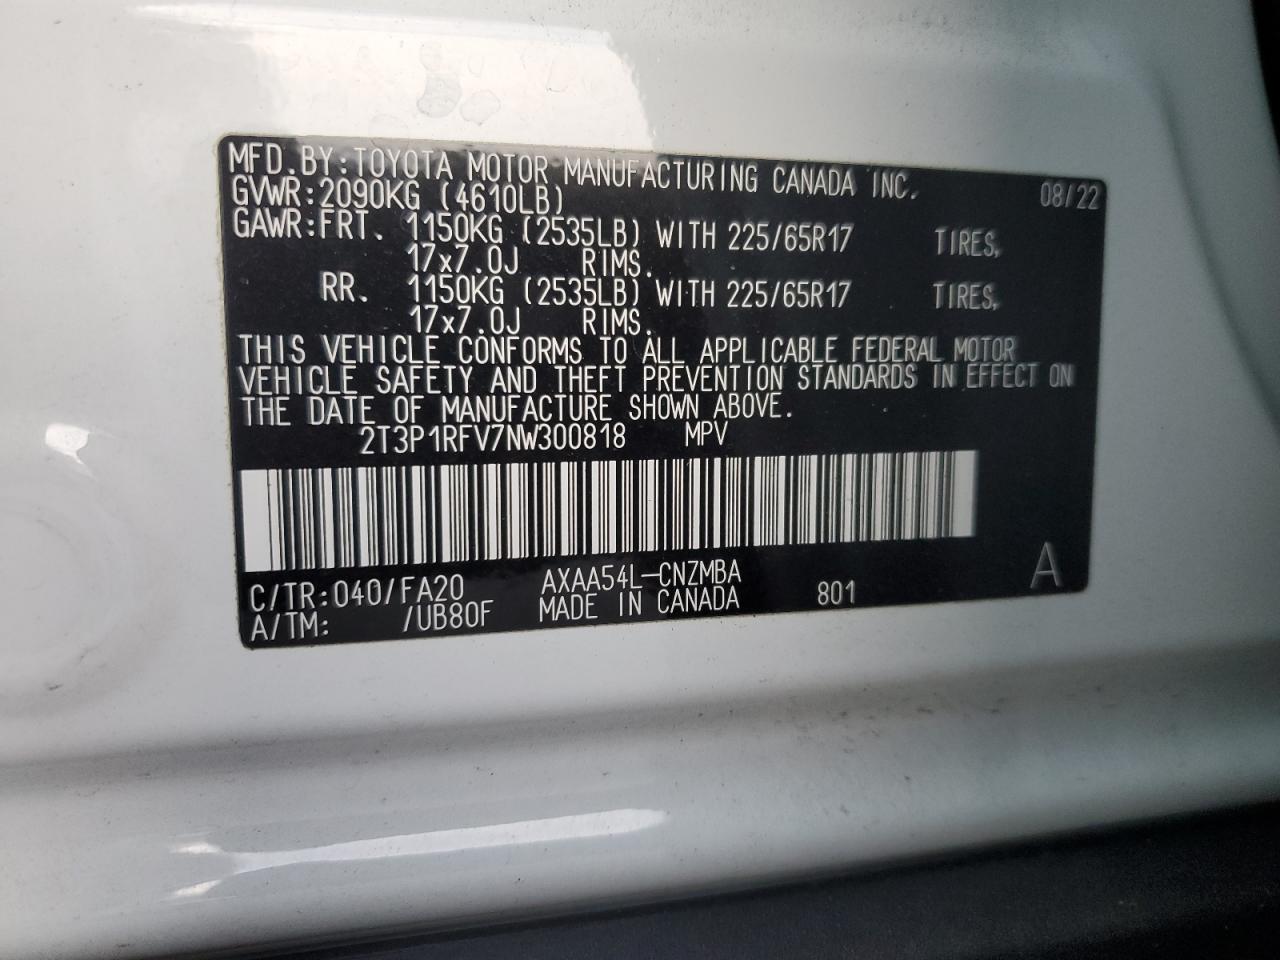 MFD.BY:TOYOTA MOTOR MANUFACTURING CANADA INC. 08/22
GVWR:2090KG (4610LB)
GAWR:FRT. 1150KG (2535LB) WITH 225/65R17 TIRES,
17x7.0J RIMS.
RR. 1150KG (2535LB) WITH 225/65R17 TIRES,
17x7.0J RIMS.
THIS VEHICLE CONFORMS TO ALL APPLICABLE FEDERAL MOTOR
VEHICLE SAFETY AND THEFT PREVENTION STANDARDS IN EFFECT ON
THE DATE OF MANUFACTURE SHOWN ABOVE.
2T3P1RFV7NW300818 MPV
C/TR:040/FA20 AXAA54L-CNZMBA
A/TM: /UB80F MADE IN CANADA 801 A